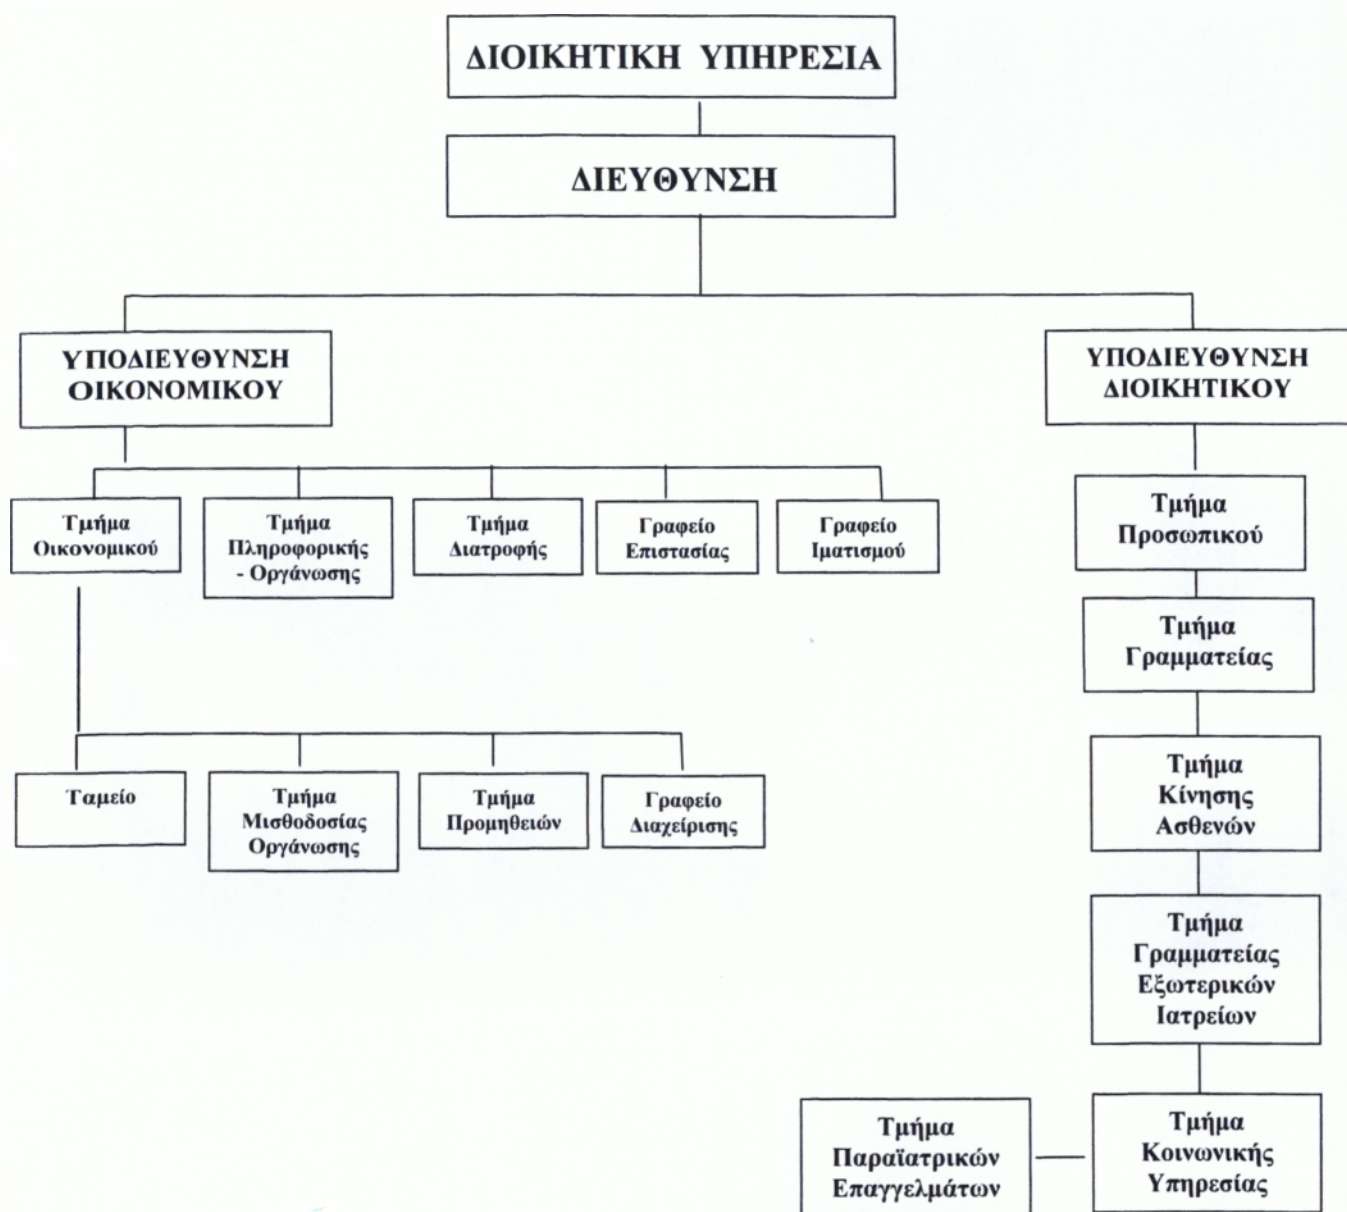 ΔΙΟΙΚΗΤΙΚΗ ΥΠΗΡΕΣΙΑ
ΔΙΕΥΘΥΝΣΗ
ΥΠΟΔΙΕΥΘΥΝΣΗ
ΟΙΚΟΝΟΜΙΚΟΥ
ΥΠΟΔΙΕΥΘΥΝΣΗ
ΔΙΟΙΚΗΤΙΚΟΥ
Τμήμα
Οικονομικού
Τμήμα
Πληροφορικής
- Οργάνωσης
Τμήμα
Διατροφής
Γραφείο
Επιστασίας
Γραφείο
Ιματισμού
Τμήμα
Προσωπικού
Τμήμα
Γραμματείας
Ταμείο
Τμήμα
Μισθοδοσίας
Οργάνωσης
Τμήμα
Προμηθειών
Γραφείο
Διαχείρισης
Τμήμα
Κίνησης
Ασθενών
Τμήμα
Γραμματείας
Εξωτερικών
Ιατρείων
Τμήμα
Παραϊατρικών
Επαγγελμάτων
Τμήμα
Κοινωνικής
Υπηρεσίας